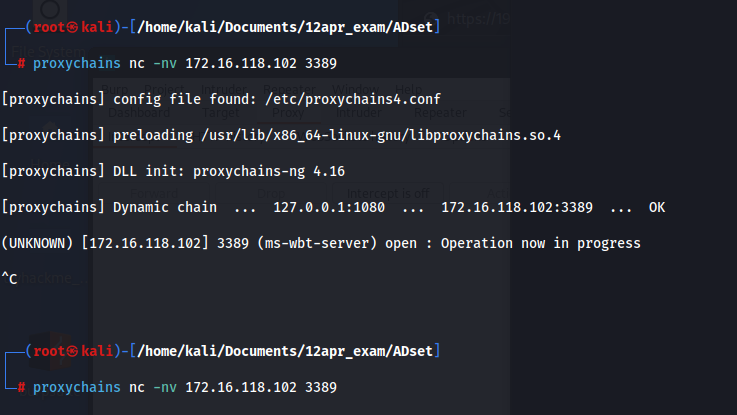 (root㉿kali)-[/home/kali/Documents/12apr_exam/ADset]
# proxychains nc -nv 172.16.118.102 3389
[proxychains] config file found: /etc/proxychains4.conf
[proxychains] preloading /usr/lib/x86_64-linux-gnu/libproxychains.so.4
[proxychains] DLL init: proxychains-ng 4.16
[proxychains] Dynamic chain  ...  127.0.0.1:1080  ...  172.16.118.102:3389  ...  OK
(UNKNOWN) [172.16.118.102] 3389 (ms-wbt-server) open : Operation now in progress
^C
(root㉿kali)-[/home/kali/Documents/12apr_exam/ADset]
# proxychains nc -nv 172.16.118.102 3389